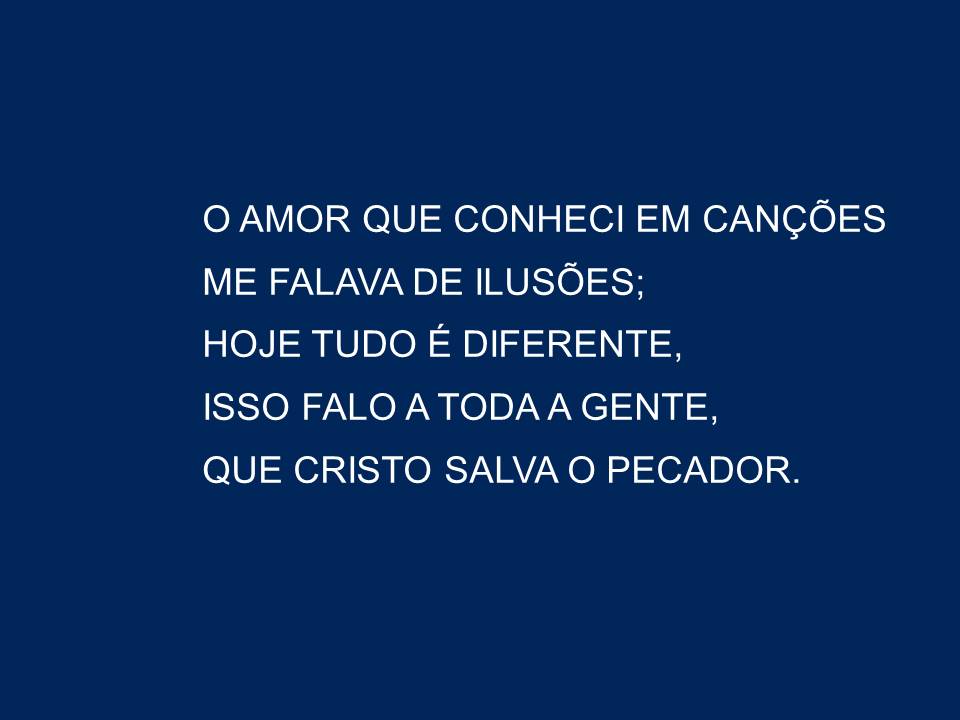 O AMOR QUE CONHECI EM CANÇÕES
ME FALAVA DE ILUSÕES;
HOJE TUDO É DIFERENTE,
ISSO FALO A TODA A GENTE,
QUE CRISTO SALVA O PECADOR.